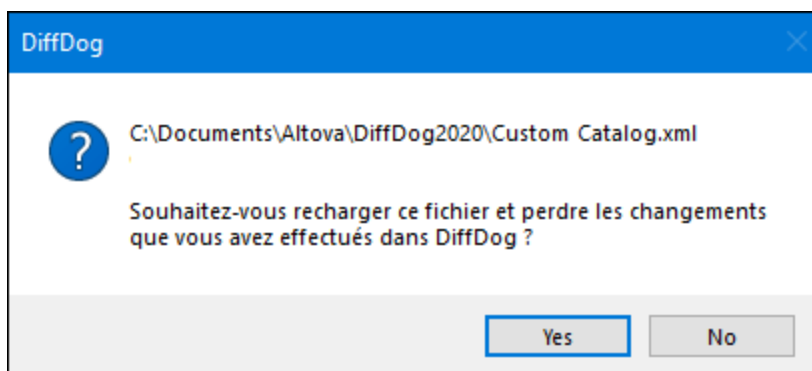 DiffDog
C:\Documents\Altova\DiffDog2020\Custom Catalog.xml
Souhaitez-vous recharger ce fichier et perdre les changements
que vous avez effectués dans DiffDog ?
Yes
No